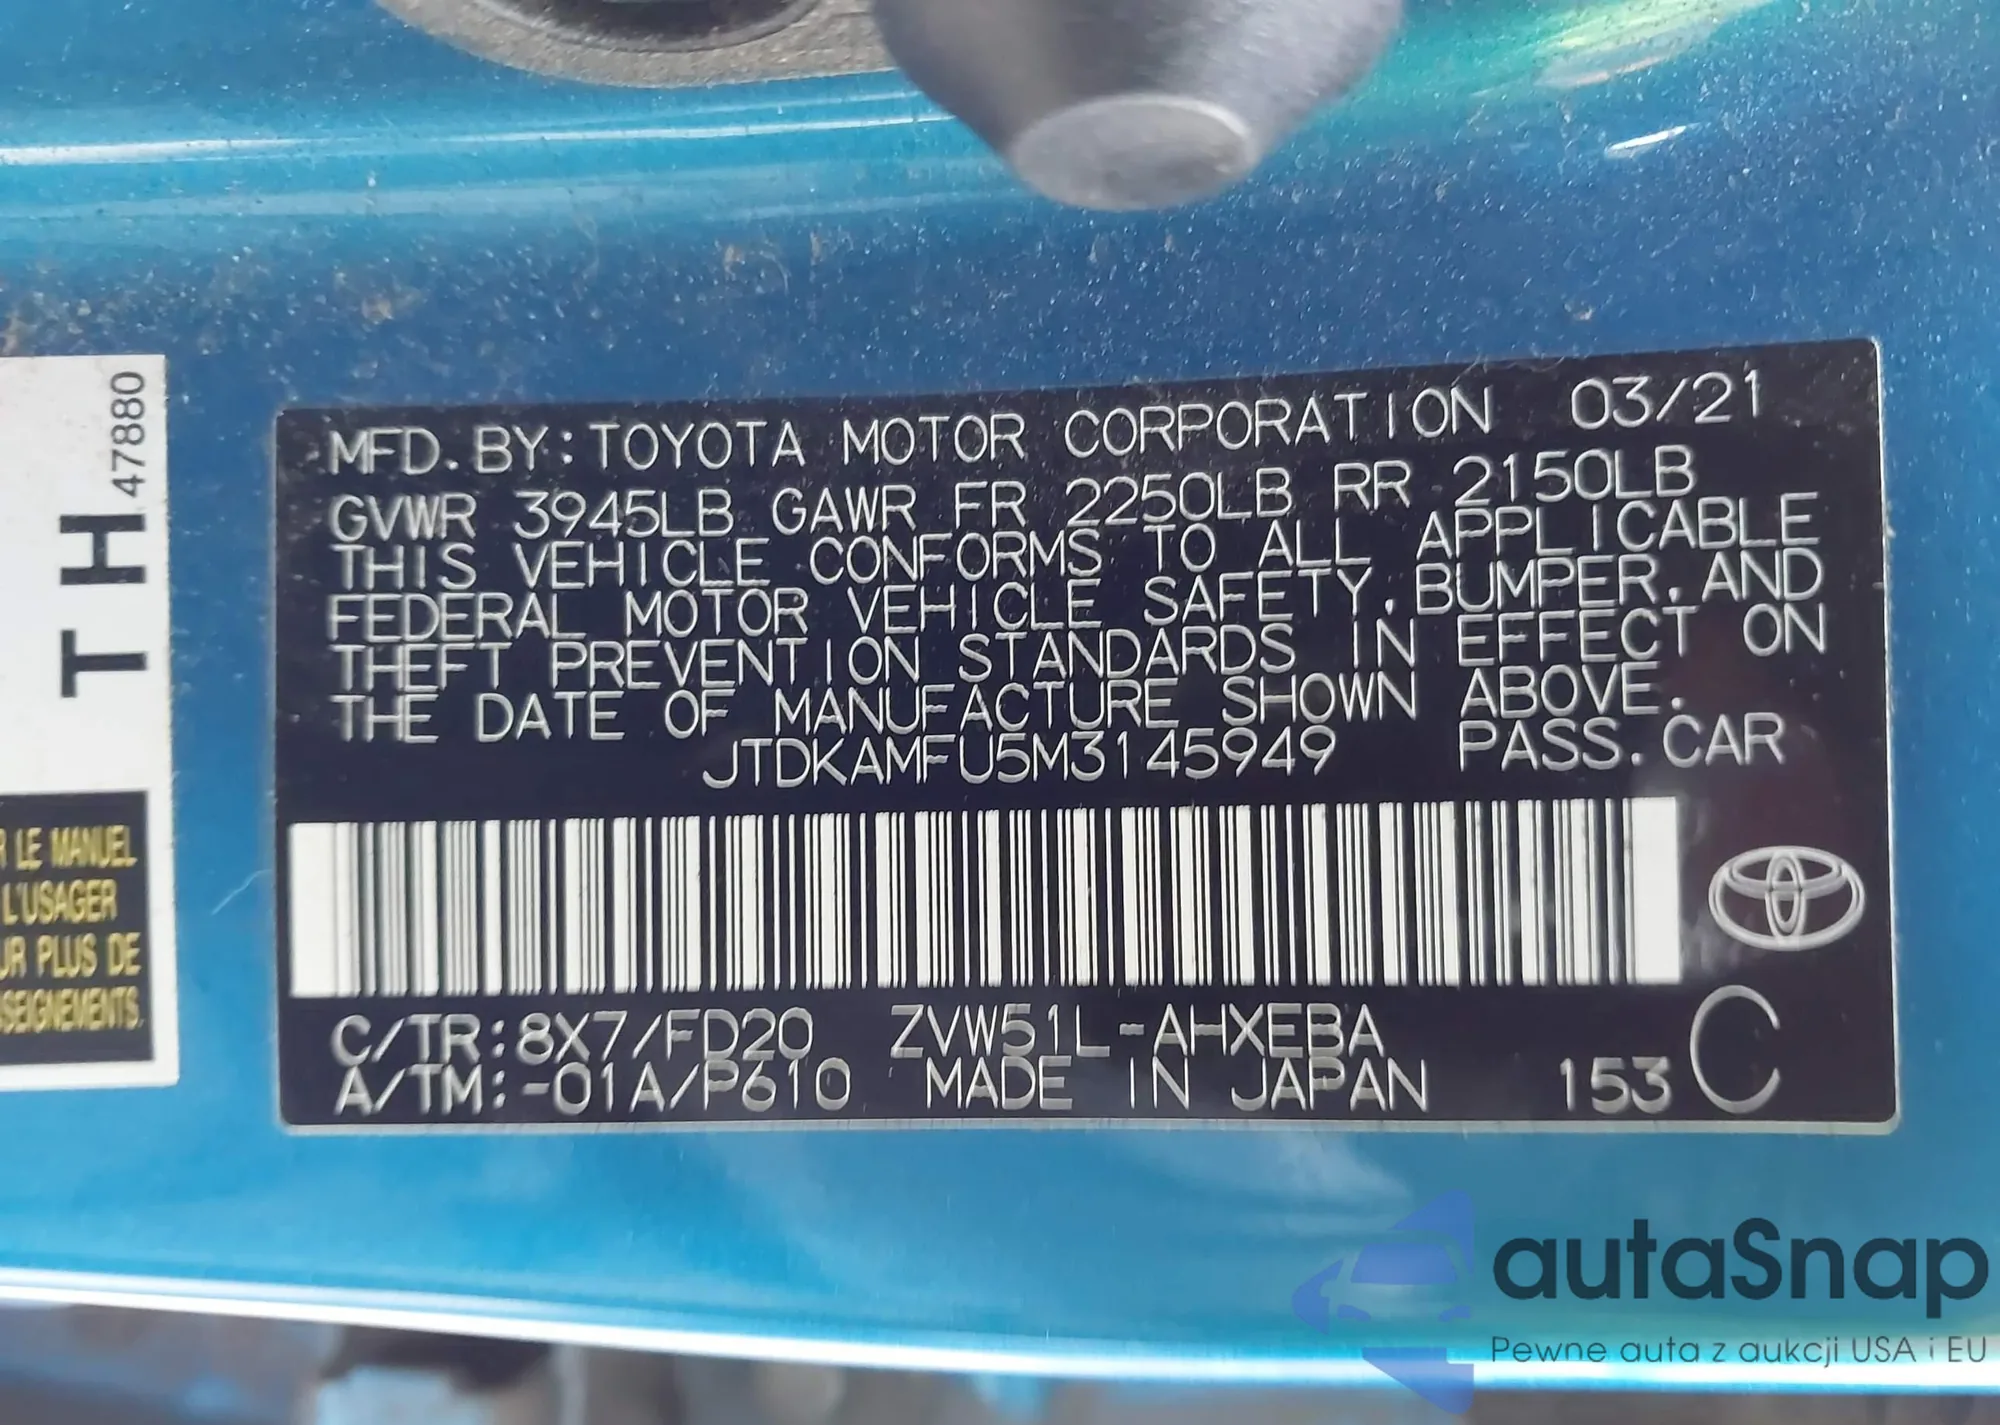 47880
T H
R LE MANUEL
L'USAGER
UR PLUS DE
SEIGNEMENTS.
MFD. BY: TOYOTA MOTOR CORPORATION 03/21
GVWR 3945LB GAWR FR 2250LB RR 2150LB
THIS VEHICLE CONFORMS TO ALL APPLICABLE
FEDERAL MOTOR VEHICLE SAFETY, BUMPER, AND
THEFT PREVENTION STANDARDS IN EFFECT ON
THE DATE OF MANUFACTURE SHOWN ABOVE.
JTDKAMFU5M3145949 PASS. CAR
C/TR: 8X7/FD20 ZVW51L-AHXEBA
A/TM: -01A/P610 MADE IN JAPAN 153 C
autaSnap
Pewne auta z aukcji USA i EU